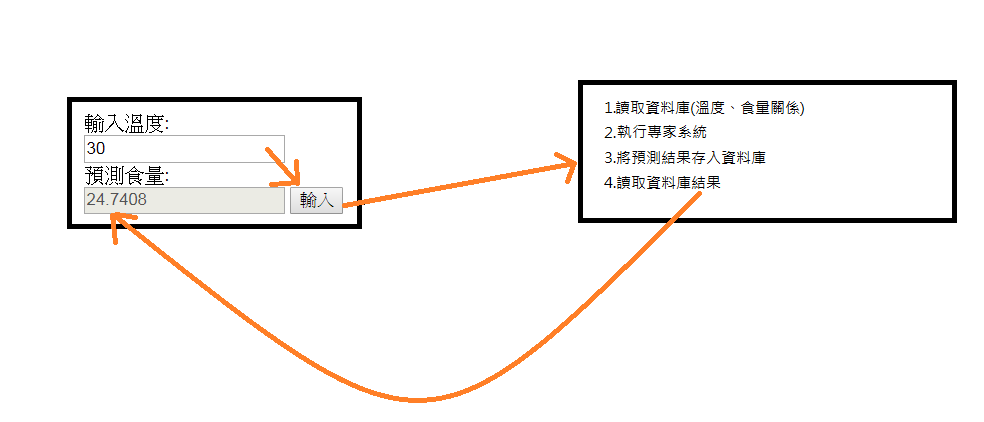 輸入溫度:
30
預測食量:
24.7408
輸入
1.讀取資料庫(溫度、食量關係)
2.執行專家系統
3.將預測結果存入資料庫
4.讀取資料庫結果